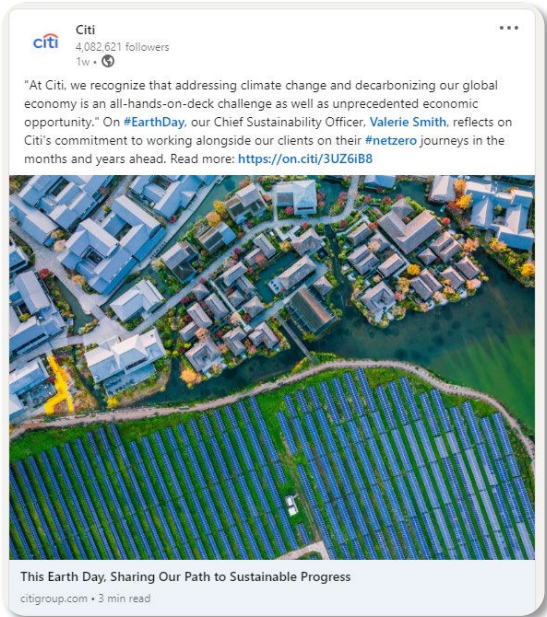 Citi
citi
4,082,621 followers
1w •
"At Citi, we recognize that addressing climate change and decarbonizing our global
economy is an all-hands-on-deck challenge as well as unprecedented economic
opportunity." On #EarthDay, our Chief Sustainability Officer, Valerie Smith, reflects on
Citi's commitment to working alongside our clients on their #netzero journeys in the
months and years ahead. Read more: https://on.citi/3UZ6iB8
This Earth Day, Sharing Our Path to Sustainable Progress
citigroup.com • 3 min read